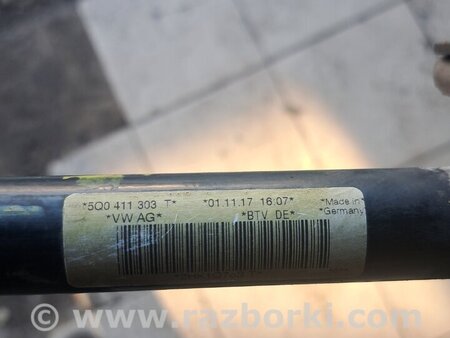 *5Q0 411 303 T* *01.11.17 16:07* *Made in
*VW AG* *BTV DE* *Germany*
© www.razborki.com